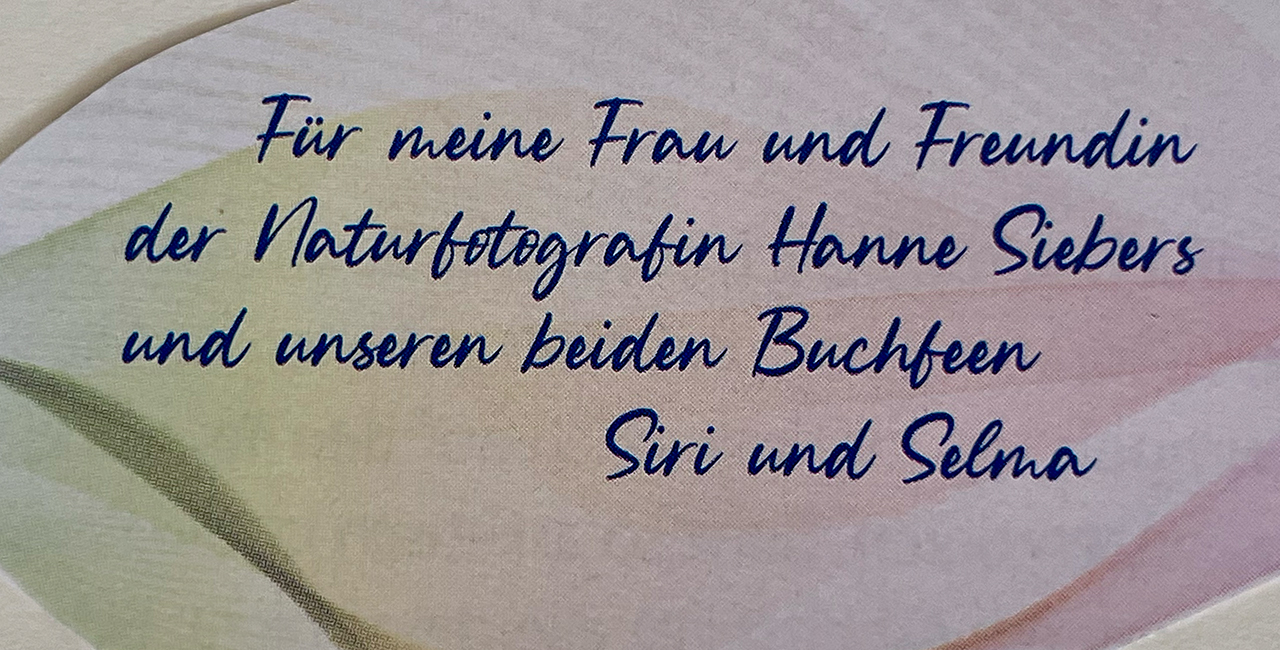 Für meine Frau und Freundin
der Naturfotografin Hanne Siebers
und unseren beiden Buchfeen
Siri und Selma